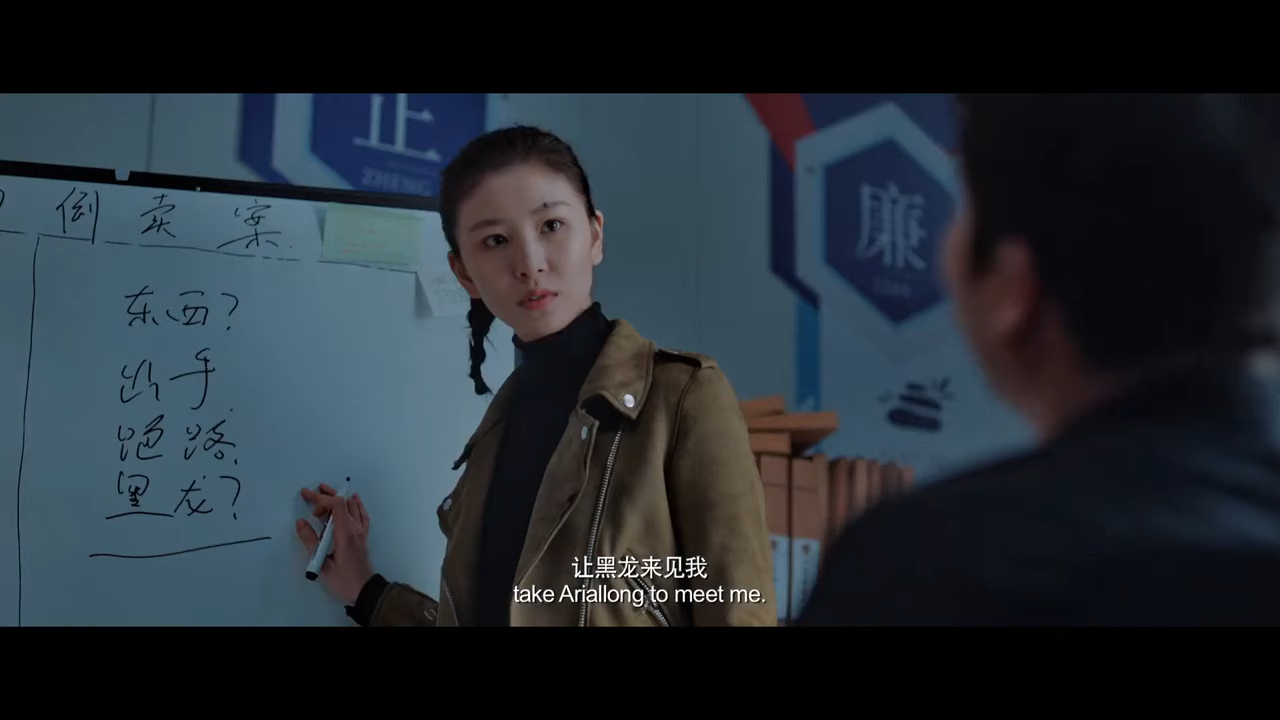 正
ZHENG
廉
倒卖案
东西?
出手
跑路
黑龙?
让黑龙来见我
take Ariallong to meet me.